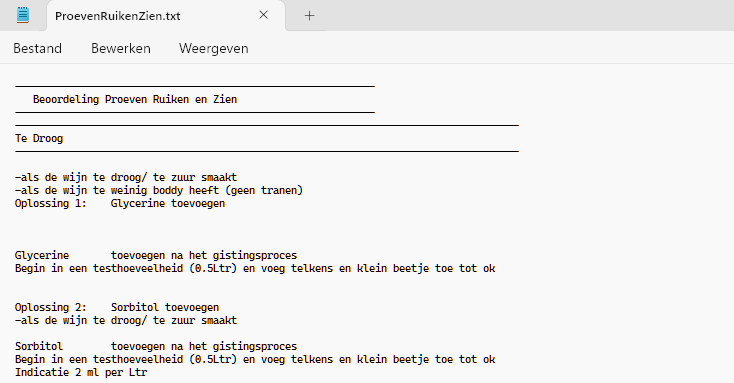 ProevenRuikenZien.txt
Bestand Bewerken Weergeven
Beoordeling Proeven Ruiken en Zien
Te Droog
-als de wijn te droog/ te zuur smaakt
-als de wijn te weinig boddy heeft (geen tranen)
Oplossing 1: Glycerine toevoegen
Glycerine toevoegen na het gistingsproces
Begin in een testhoeveelheid (0.5Ltr) en voeg telkens en klein beetje toe tot ok
Oplossing 2: Sorbitol toevoegen
-als de wijn te droog/ te zuur smaakt
Sorbitol toevoegen na het gistingsproces
Begin in een testhoeveelheid (0.5Ltr) en voeg telkens en klein beetje toe tot ok
Indicatie 2 ml per Ltr